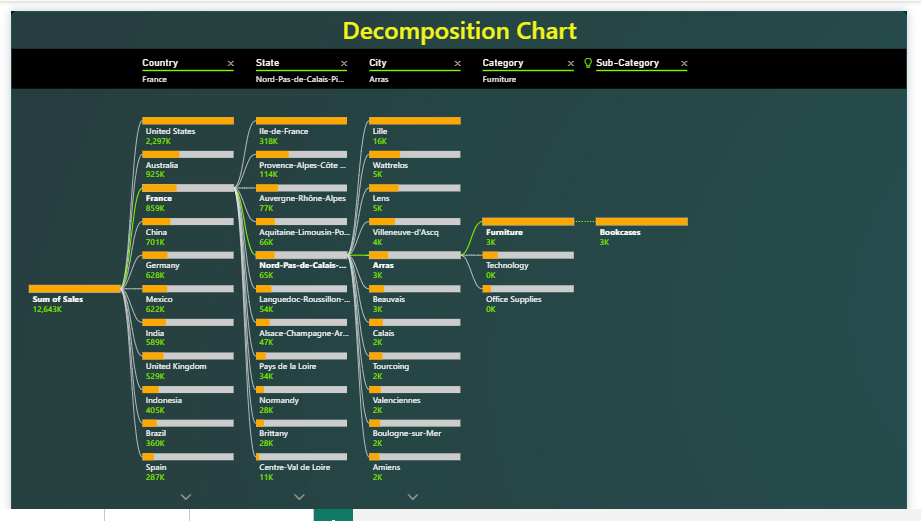 Decomposition Chart
Country × State × City × Category × Sub-Category ×
France Nord-Pas-de-Calais-Pi... Arras Furniture
Sum of Sales
12,643K
United States
2,297K
Australia
925K
France
859K
China
701K
Germany
628K
Mexico
622K
India
589K
United Kingdom
529K
Indonesia
405K
Brazil
360K
Spain
287K
Ile-de-France
318K
Provence-Alpes-Côte ...
114K
Auvergne-Rhône-Alpes
77K
Aquitaine-Limousin-Po...
66K
Nord-Pas-de-Calais-...
65K
Languedoc-Roussillon-...
54K
Alsace-Champagne-Ar...
47K
Pays de la Loire
34K
Normandy
28K
Brittany
28K
Centre-Val de Loire
11K
Lille
16K
Wattrelos
5K
Lens
5K
Villeneuve-d'Ascq
4K
Arras
3K
Beauvais
3K
Calais
2K
Tourcoing
2K
Valenciennes
2K
Boulogne-sur-Mer
2K
Amiens
2K
Furniture
3K
Technology
0K
Office Supplies
0K
Bookcases
3K